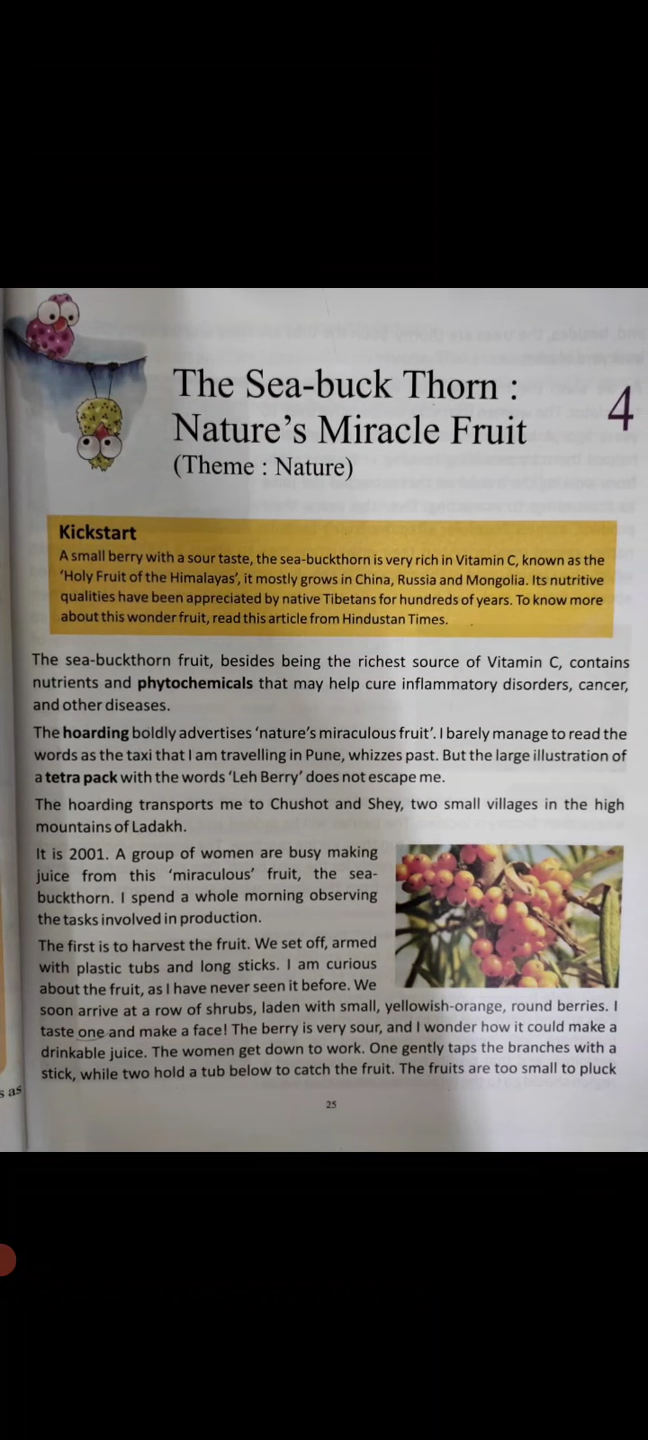 The Sea-buck Thorn :
Nature's Miracle Fruit
4
(Theme : Nature)
Kickstart
A small berry with a sour taste, the sea-buckthorn is very rich in Vitamin C, known as the
'Holy Fruit of the Himalayas', it mostly grows in China, Russia and Mongolia. Its nutritive
qualities have been appreciated by native Tibetans for hundreds of years. To know more
about this wonder fruit, read this article from Hindustan Times.
The sea-buckthorn fruit, besides being the richest source of Vitamin C, contains
nutrients and phytochemicals that may help cure inflammatory disorders, cancer,
and other diseases.
The hoarding boldly advertises 'nature's miraculous fruit'. I barely manage to read the
words as the taxi that I am travelling in Pune, whizzes past. But the large illustration of
a tetra pack with the words 'Leh Berry' does not escape me.
The hoarding transports me to Chushot and Shey, two small villages in the high
mountains of Ladakh.
It is 2001. A group of women are busy making
juice from this 'miraculous' fruit, the sea-
buckthorn. I spend a whole morning observing
the tasks involved in production.
The first is to harvest the fruit. We set off, armed
with plastic tubs and long sticks. I am curious
about the fruit, as I have never seen it before. We
soon arrive at a row of shrubs, laden with small, yellowish-orange, round berries. I
taste one and make a face! The berry is very sour, and I wonder how it could make a
drinkable juice. The women get down to work. One gently taps the branches with a
stick, while two hold a tub below to catch the fruit. The fruits are too small to pluck
s as
25